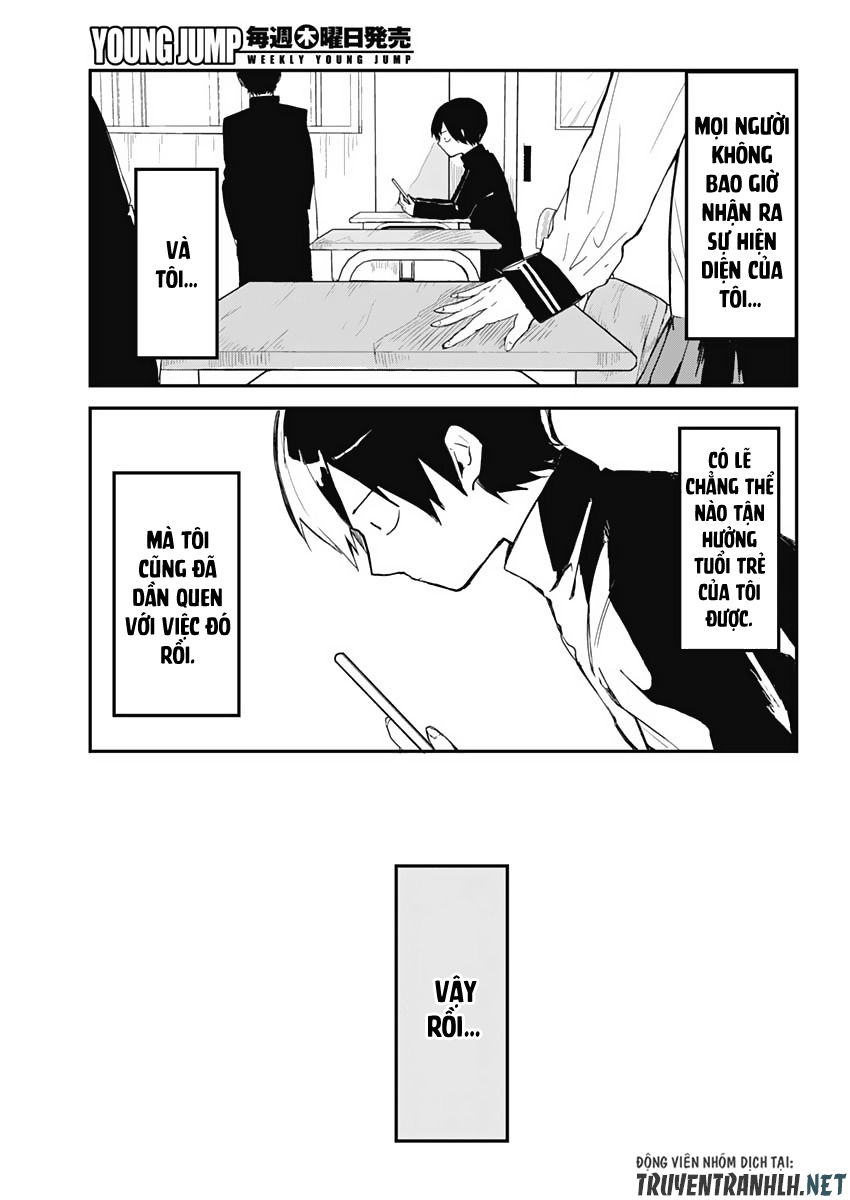 YOUNG JUMP 毎週木曜日発売
WEEKLY YOUNG JUMP
MỌI NGƯỜI
KHÔNG
BAO GIỜ
NHẬN RA
SỰ HIỆN
DIỆN CỦA
TÔI...
VÀ
TÔI...
CÓ LẼ
CHẲNG THỂ
NÀO TẬN
HƯỞNG
TUỔI TRẺ
CỦA TÔI
ĐƯỢC.
MÀ TÔI
CŨNG ĐÃ
DẦN QUEN
VỚI VIỆC ĐÓ
RỒI.
VẬY
RỒI...
ĐỘNG VIÊN NHÓM DỊCH TẠI:
TRUYENTRANHLH.NET